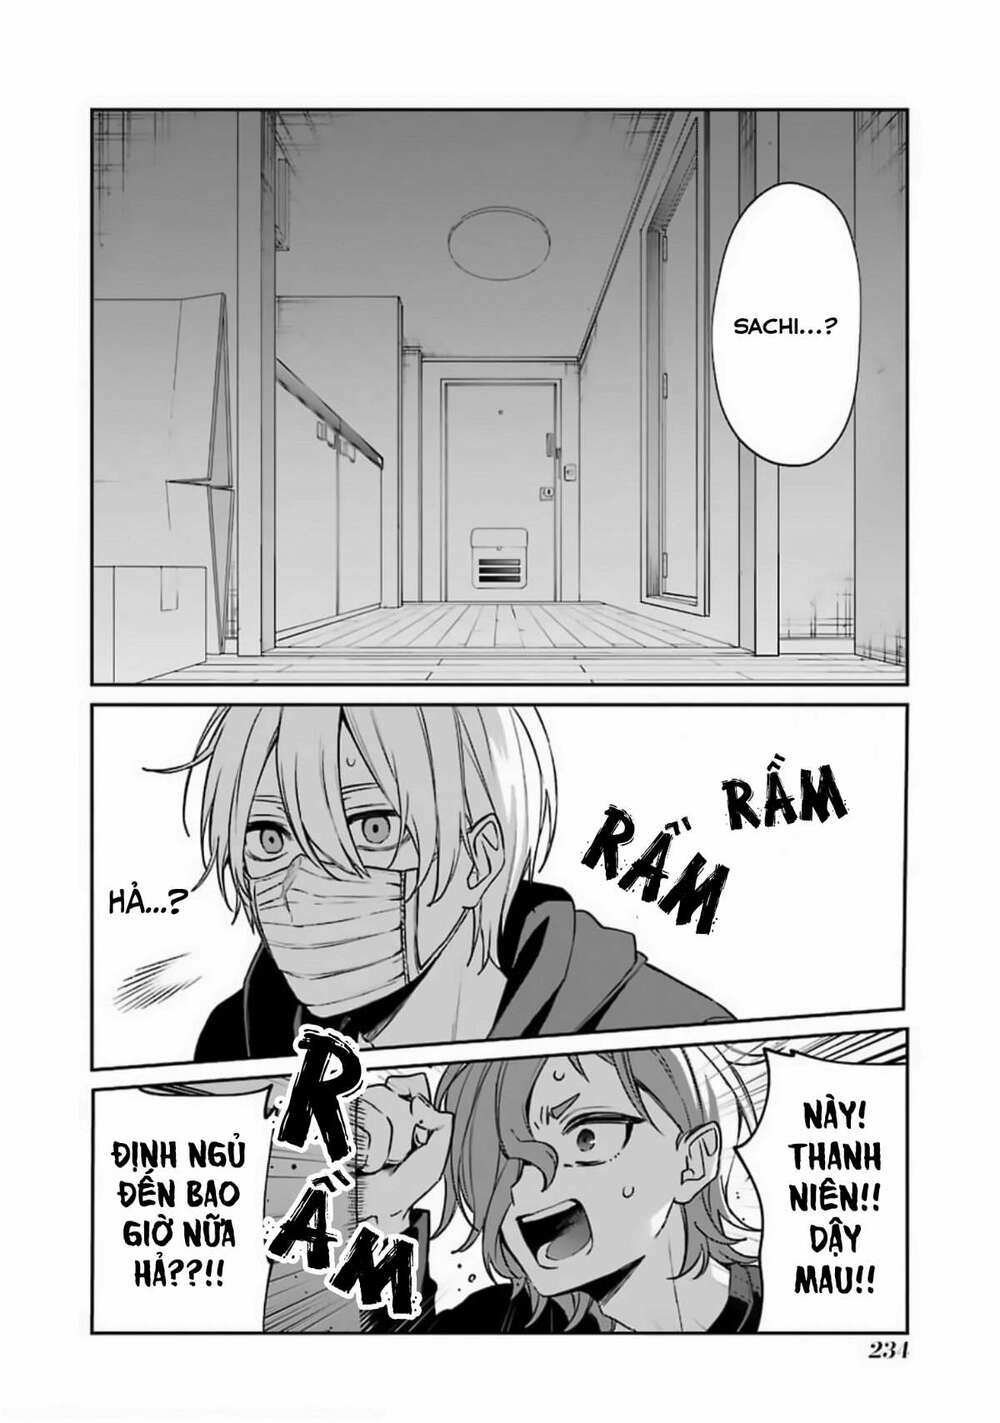 SACHI...?
RẦM
RẦM
HẢ...?
RẦM
NÀY!
THANH
NIÊN!!
DẬY
MAU!!
ĐỊNH NGỦ
ĐẾN BAO
GIỜ NỮA
HẢ??!!
234